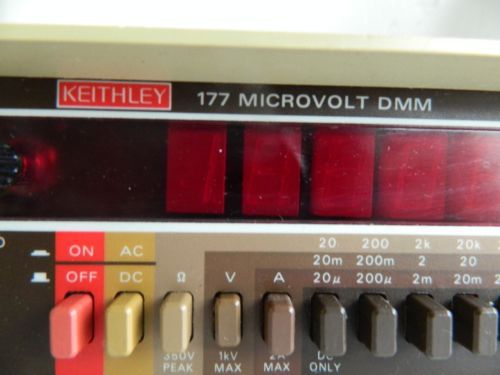 KEITHLEY 177 MICROVOLT DMM
20 200 2k 20k
ON AC 20m 200m 2 20
OFF DC Ω V A 20μ 200μ 2m 20m
350V 1kV 2A DC
PEAK MAX MAX ONLY